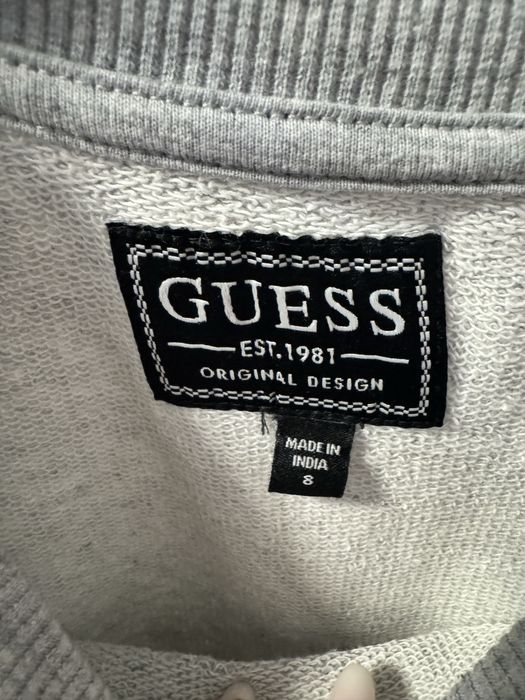 GUESS
EST.1981
ORIGINAL DESIGN
MADE IN
INDIA
8